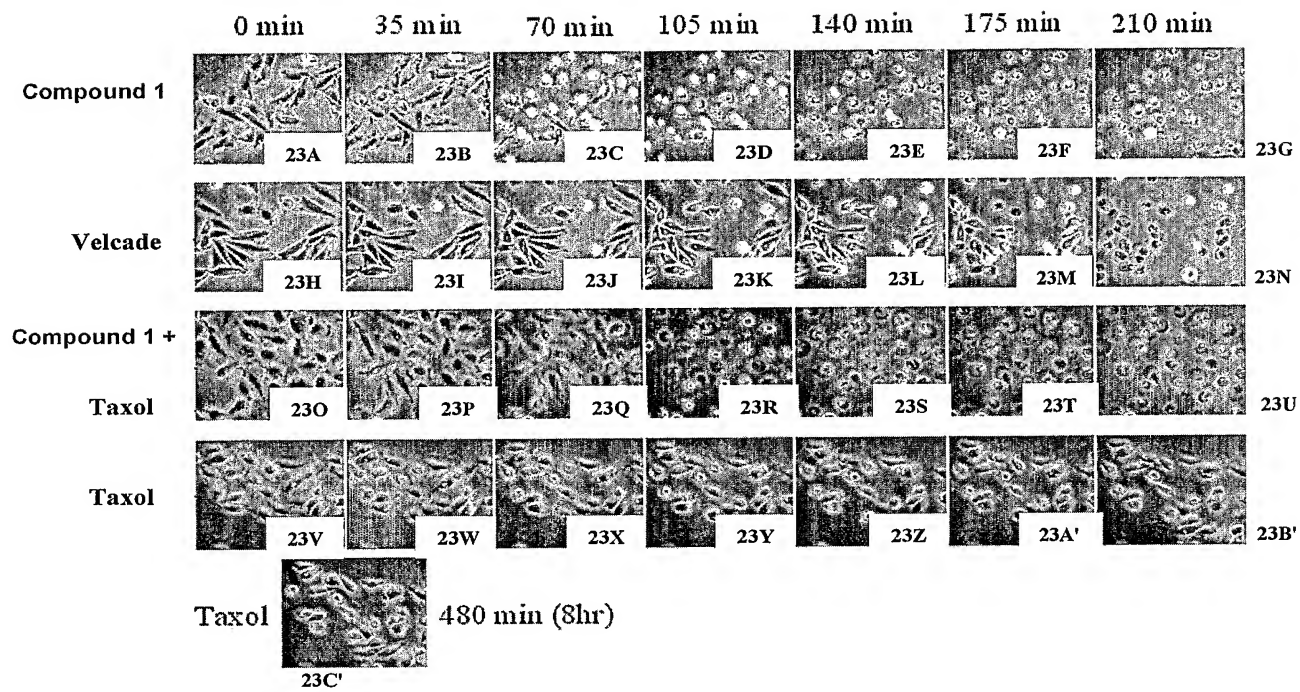 0 min 35 min 70 min 105 min 140 min 175 min 210 min
Compound 1
23A 23B 23C 23D 23E 23F 23G
Velcade
23H 23I 23J 23K 23L 23M 23N
Compound 1 +
Taxol
23O 23P 23Q 23R 23S 23T 23U
Taxol
23V 23W 23X 23Y 23Z 23A' 23B'
Taxol 480 min (8hr)
23C'